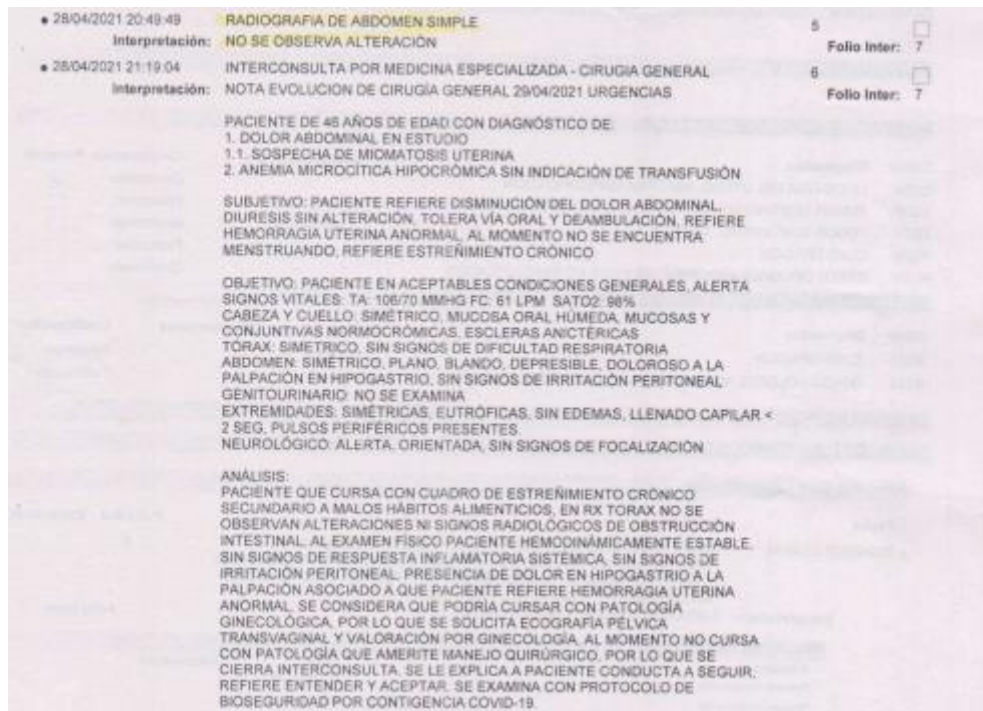 • 28/04/2021 20:49:49 RADIOGRAFIA DE ABDOMEN SIMPLE 5
Interpretación: NO SE OBSERVA ALTERACIÓN Folio Inter: 7
• 28/04/2021 21:19:04 INTERCONSULTA POR MEDICINA ESPECIALIZADA - CIRUGIA GENERAL 6
Interpretación: NOTA EVOLUCION DE CIRUGÍA GENERAL 29/04/2021 URGENCIAS Folio Inter: 7
PACIENTE DE 46 AÑOS DE EDAD CON DIAGNÓSTICO DE:
1. DOLOR ABDOMINAL EN ESTUDIO
1.1. SOSPECHA DE MIOMATOSIS UTERINA
2. ANEMIA MICROCÍTICA HIPOCRÓMICA SIN INDICACIÓN DE TRANSFUSIÓN
SUBJETIVO: PACIENTE REFIERE DISMINUCIÓN DEL DOLOR ABDOMINAL,
DIURESIS SIN ALTERACIÓN, TOLERA VÍA ORAL Y DEAMBULACIÓN, REFIERE
HEMORRAGIA UTERINA ANORMAL, AL MOMENTO NO SE ENCUENTRA
MENSTRUANDO, REFIERE ESTREÑIMIENTO CRÓNICO
OBJETIVO: PACIENTE EN ACEPTABLES CONDICIONES GENERALES, ALERTA
SIGNOS VITALES: TA: 106/70 MMHG FC: 61 LPM SATO2: 98%
CABEZA Y CUELLO: SIMÉTRICO, MUCOSA ORAL HÚMEDA, MUCOSAS Y
CONJUNTIVAS NORMOCRÓMICAS, ESCLERAS ANICTÉRICAS
TORAX: SIMETRICO, SIN SIGNOS DE DIFICULTAD RESPIRATORIA
ABDOMEN: SIMÉTRICO, PLANO, BLANDO, DEPRESIBLE, DOLOROSO A LA
PALPACIÓN EN HIPOGASTRIO, SIN SIGNOS DE IRRITACIÓN PERITONEAL
GENITOURINARIO: NO SE EXAMINA
EXTREMIDADES: SIMÉTRICAS, EUTRÓFICAS, SIN EDEMAS, LLENADO CAPILAR <
2 SEG, PULSOS PERIFÉRICOS PRESENTES.
NEUROLÓGICO: ALERTA, ORIENTADA, SIN SIGNOS DE FOCALIZACIÓN
ANÁLISIS:
PACIENTE QUE CURSA CON CUADRO DE ESTREÑIMIENTO CRÓNICO
SECUNDARIO A MALOS HÁBITOS ALIMENTICIOS, EN RX TORAX NO SE
OBSERVAN ALTERACIONES NI SIGNOS RADIOLÓGICOS DE OBSTRUCCIÓN
INTESTINAL, AL EXAMEN FÍSICO PACIENTE HEMODINÁMICAMENTE ESTABLE,
SIN SIGNOS DE RESPUESTA INFLAMATORIA SISTÉMICA, SIN SIGNOS DE
IRRITACIÓN PERITONEAL, PRESENCIA DE DOLOR EN HIPOGASTRIO A LA
PALPACIÓN ASOCIADO A QUE PACIENTE REFIERE HEMORRAGIA UTERINA
ANORMAL, SE CONSIDERA QUE PODRÍA CURSAR CON PATOLOGÍA
GINECOLÓGICA, POR LO QUE SE SOLICITA ECOGRAFÍA PÉLVICA
TRANSVAGINAL Y VALORACIÓN POR GINECOLOGÍA, AL MOMENTO NO CURSA
CON PATOLOGÍA QUE AMERITE MANEJO QUIRÚRGICO, POR LO QUE SE
CIERRA INTERCONSULTA, SE LE EXPLICA A PACIENTE CONDUCTA A SEGUIR,
REFIERE ENTENDER Y ACEPTAR. SE EXAMINA CON PROTOCOLO DE
BIOSEGURIDAD POR CONTIGENCIA COVID-19.